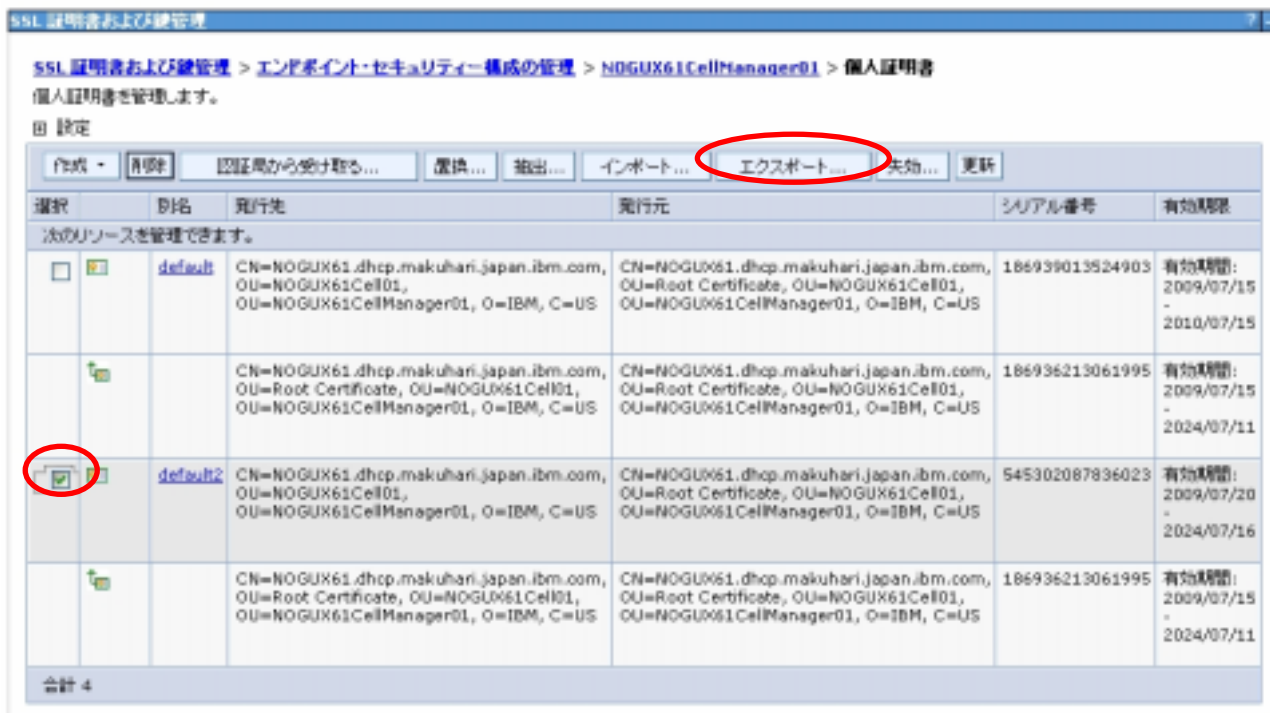 SSL 証明書および鍵管理
?
SSL 証明書および鍵管理 > エンドポイント・セキュリティー構成の管理 > NOGUX61CellManager01 > 個人証明書
個人証明書を管理します。
設定
作成 削除 認証局から受け取る... 置換... 抽出... インポート... エクスポート... 失効... 更新
選択 別名 発行先 発行元 シリアル番号 有効期限
次のリソースを管理できます。
default CN=NOGUX61.dhcp.makuhari.japan.ibm.com, CN=NOGUX61.dhcp.makuhari.japan.ibm.com, 186939013524903 有効期間:
OU=NOGUX61Cell01, OU=Root Certificate, OU=NOGUX61Cell01, 2009/07/15
OU=NOGUX61CellManager01, O=IBM, C=US OU=NOGUX61CellManager01, O=IBM, C=US -
2010/07/15
CN=NOGUX61.dhcp.makuhari.japan.ibm.com, CN=NOGUX61.dhcp.makuhari.japan.ibm.com, 186936213061995 有効期間:
OU=Root Certificate, OU=NOGUX61Cell01, OU=Root Certificate, OU=NOGUX61Cell01, 2009/07/15
OU=NOGUX61CellManager01, O=IBM, C=US OU=NOGUX61CellManager01, O=IBM, C=US -
2024/07/11
default2 CN=NOGUX61.dhcp.makuhari.japan.ibm.com, CN=NOGUX61.dhcp.makuhari.japan.ibm.com, 545302087836023 有効期間:
OU=NOGUX61Cell01, OU=Root Certificate, OU=NOGUX61Cell01, 2009/07/20
OU=NOGUX61CellManager01, O=IBM, C=US OU=NOGUX61CellManager01, O=IBM, C=US -
2024/07/16
CN=NOGUX61.dhcp.makuhari.japan.ibm.com, CN=NOGUX61.dhcp.makuhari.japan.ibm.com, 186936213061995 有効期間:
OU=Root Certificate, OU=NOGUX61Cell01, OU=Root Certificate, OU=NOGUX61Cell01, 2009/07/15
OU=NOGUX61CellManager01, O=IBM, C=US OU=NOGUX61CellManager01, O=IBM, C=US -
2024/07/11
合計 4